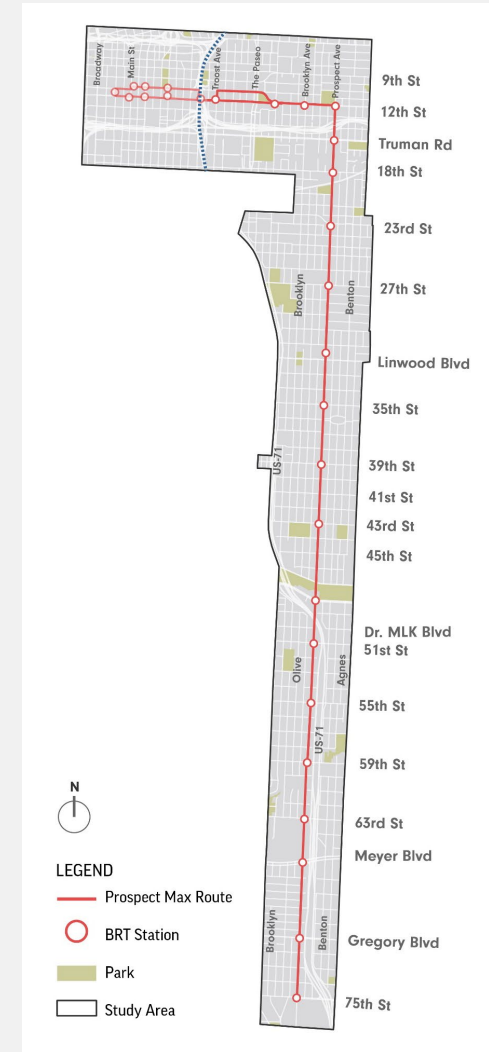 Broadway
Main St
Troost Ave
The Paseo
Brooklyn Ave
Prospect Ave
9th St
12th St
Truman Rd
18th St
23rd St
27th St
Brooklyn
Benton
Linwood Blvd
35th St
39th St
US-71
41st St
43rd St
45th St
Dr. MLK Blvd
51st St
Olive
Agnes
55th St
US-71
59th St
63rd St
Meyer Blvd
Brooklyn
Benton
Gregory Blvd
75th St
N
LEGEND
Prospect Max Route
BRT Station
Park
Study Area